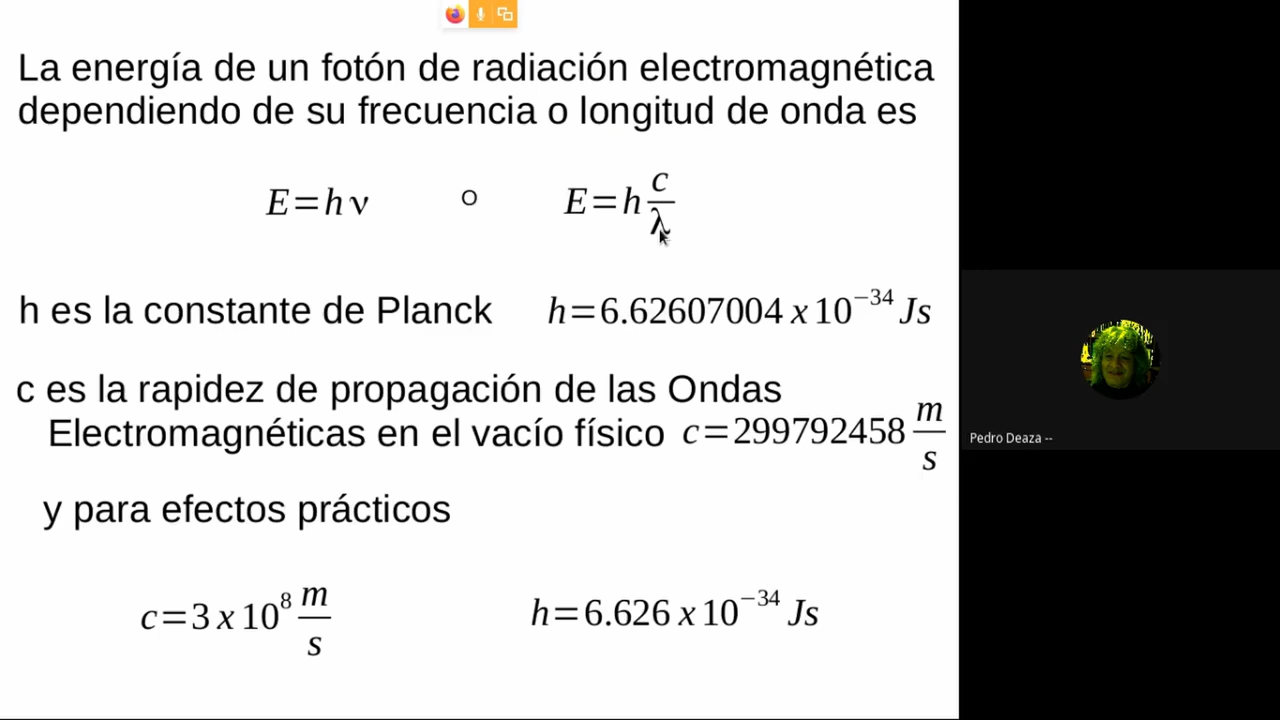 La energía de un fotón de radiación electromagnética
dependiendo de su frecuencia o longitud de onda es
E=hν o E=h c/λ
h es la constante de Planck h=6.62607004 x 10⁻³⁴ Js
c es la rapidez de propagación de las Ondas
Electromagnéticas en el vacío físico c=299792458 m/s
y para efectos prácticos
c=3 x 10⁸ m/s h=6.626 x 10⁻³⁴ Js
Pedro Deaza --